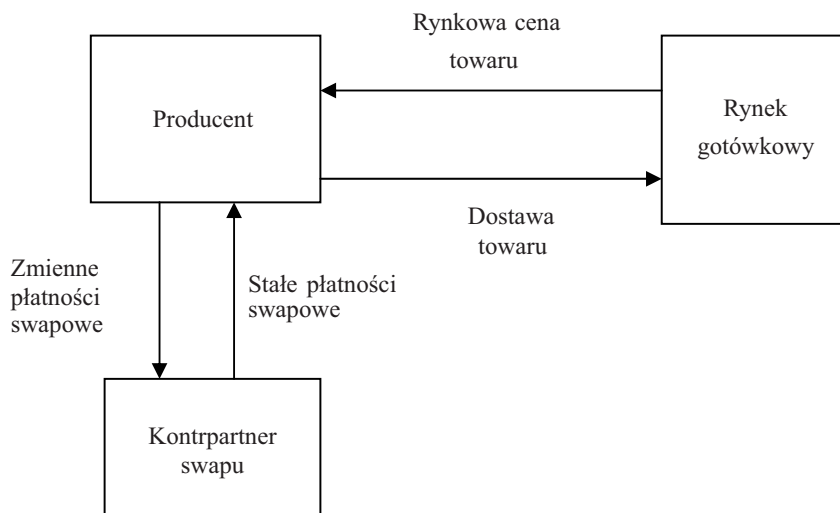 Rynkowa cena
towaru
Producent
Rynek
gotówkowy
Dostawa
towaru
Zmienne
płatności
swapowe
Stałe płatności
swapowe
Kontrpartner
swapu